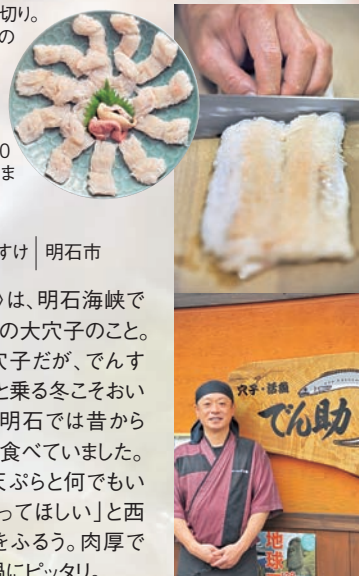 切り。
の
0
ま
すけ｜明石市
》は、明石海峡で
の大穴子のこと。
穴子だが、でんす
と乗る冬こそおい
明石では昔から
食べていました。
天ぷらと何でもい
ってほしい」と西
をふるう。肉厚で
鍋にピッタリ。
穴子・活魚
でん助
地球